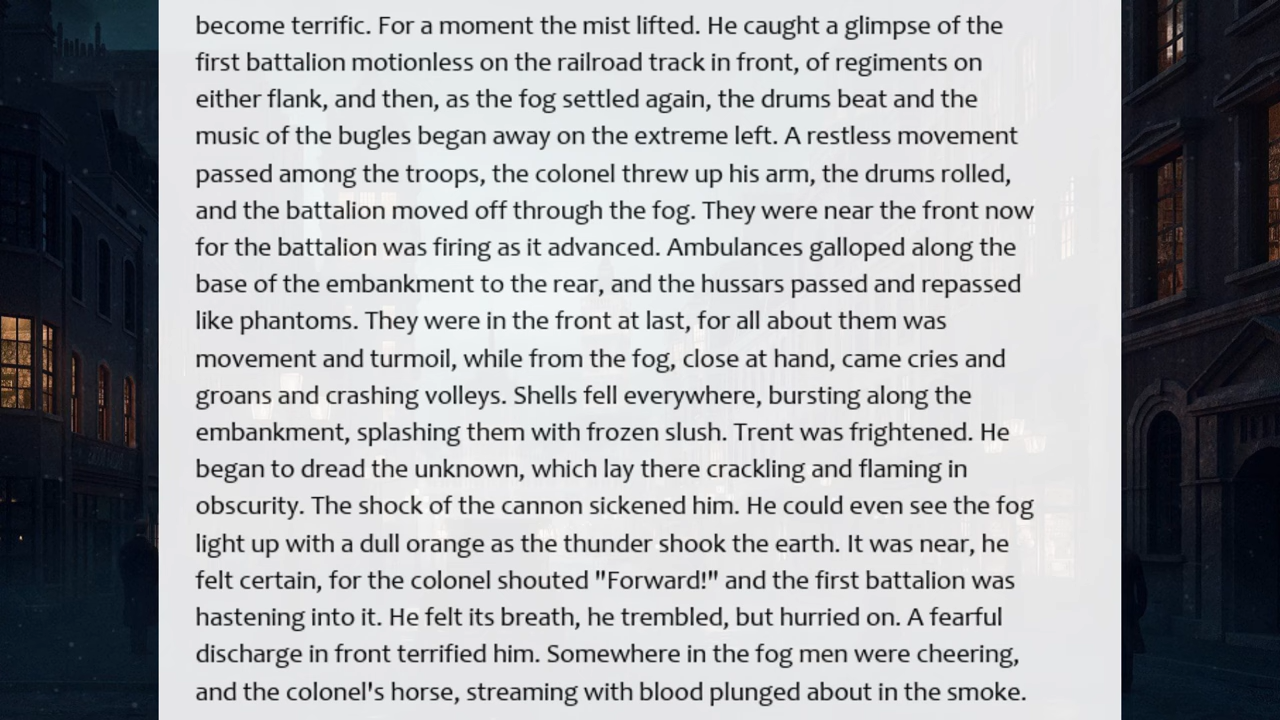 become terrific. For a moment the mist lifted. He caught a glimpse of the
first battalion motionless on the railroad track in front, of regiments on
either flank, and then, as the fog settled again, the drums beat and the
music of the bugles began away on the extreme left. A restless movement
passed among the troops, the colonel threw up his arm, the drums rolled,
and the battalion moved off through the fog. They were near the front now
for the battalion was firing as it advanced. Ambulances galloped along the
base of the embankment to the rear, and the hussars passed and repassed
like phantoms. They were in the front at last, for all about them was
movement and turmoil, while from the fog, close at hand, came cries and
groans and crashing volleys. Shells fell everywhere, bursting along the
embankment, splashing them with frozen slush. Trent was frightened. He
began to dread the unknown, which lay there crackling and flaming in
obscurity. The shock of the cannon sickened him. He could even see the fog
light up with a dull orange as the thunder shook the earth. It was near, he
felt certain, for the colonel shouted "Forward!" and the first battalion was
hastening into it. He felt its breath, he trembled, but hurried on. A fearful
discharge in front terrified him. Somewhere in the fog men were cheering,
and the colonel's horse, streaming with blood plunged about in the smoke.